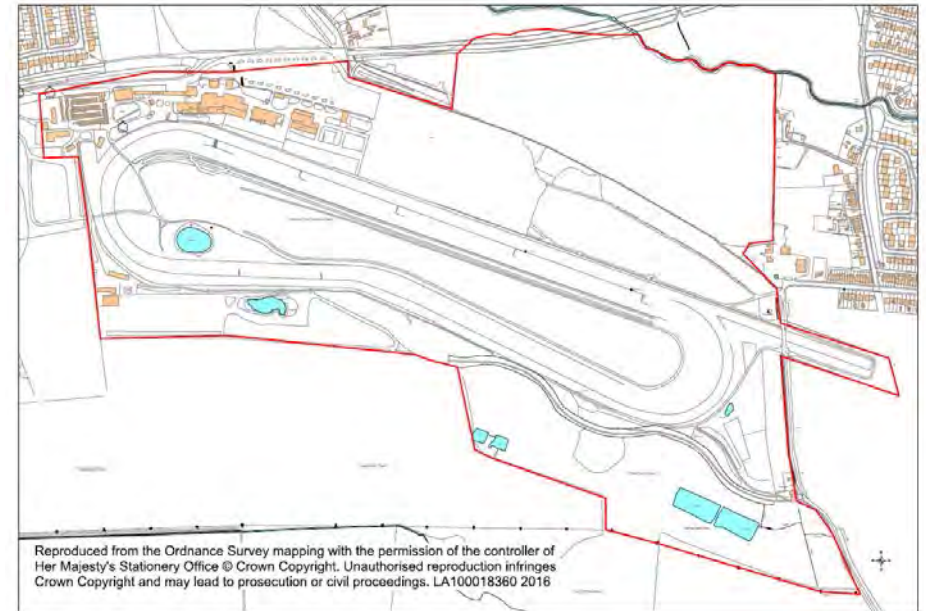 Reproduced from the Ordnance Survey mapping with the permission of the controller of
Her Majesty's Stationery Office © Crown Copyright. Unauthorised reproduction infringes
Crown Copyright and may lead to prosecution or civil proceedings. LA100018360 2016